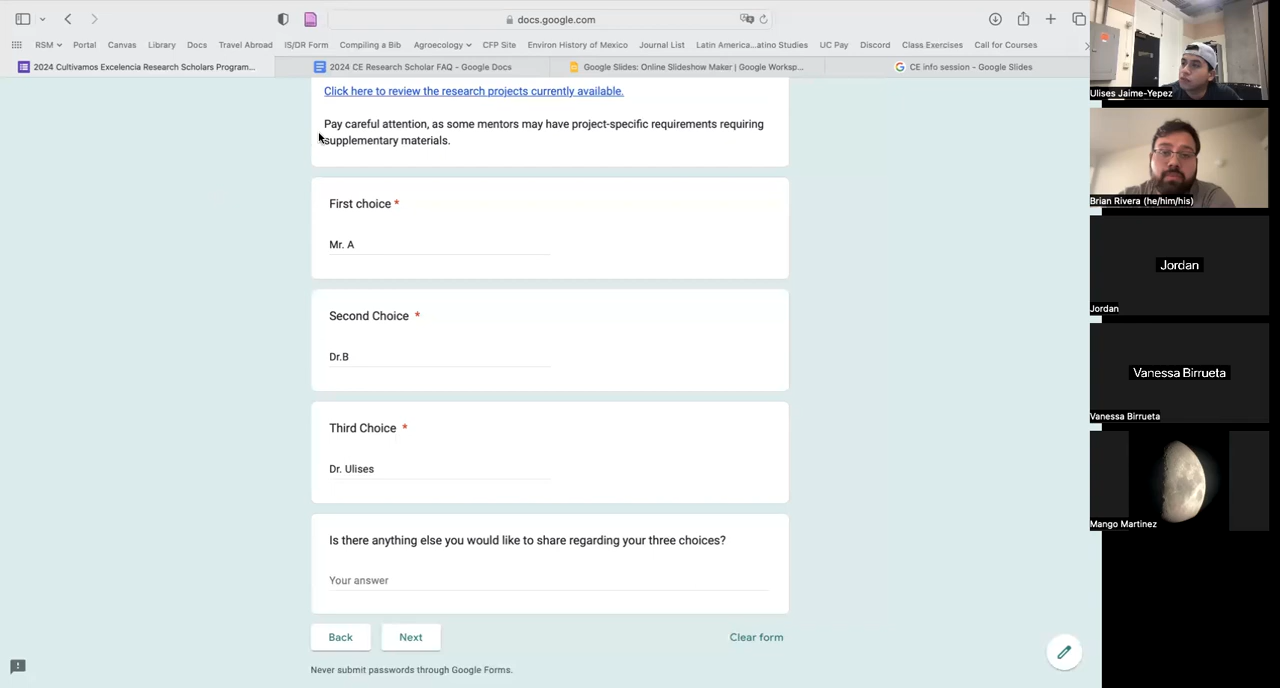 docs.google.com
RSM Portal Canvas Library Docs Travel Abroad IS/DR Form Compiling a Bib Agroecology CFP Site Environ History of Mexico Journal List Latin America...atino Studies UC Pay Discord Class Exercises Call for Courses
2024 Cultivamos Excelencia Research Scholars Program... 2024 CE Research Scholar FAQ - Google Docs Google Slides: Online Slideshow Maker | Google Worksp... CE info session - Google Slides
Click here to review the research projects currently available.
Pay careful attention, as some mentors may have project-specific requirements requiring
supplementary materials.
First choice *
Mr. A
Second Choice *
Dr.B
Third Choice *
Dr. Ulises
Is there anything else you would like to share regarding your three choices?
Your answer
Back Next Clear form
Never submit passwords through Google Forms.
Ulises Jaime-Yepez
Brian Rivera (he/him/his)
Jordan
Jordan
Vanessa Birrueta
Vanessa Birrueta
Mango Martinez